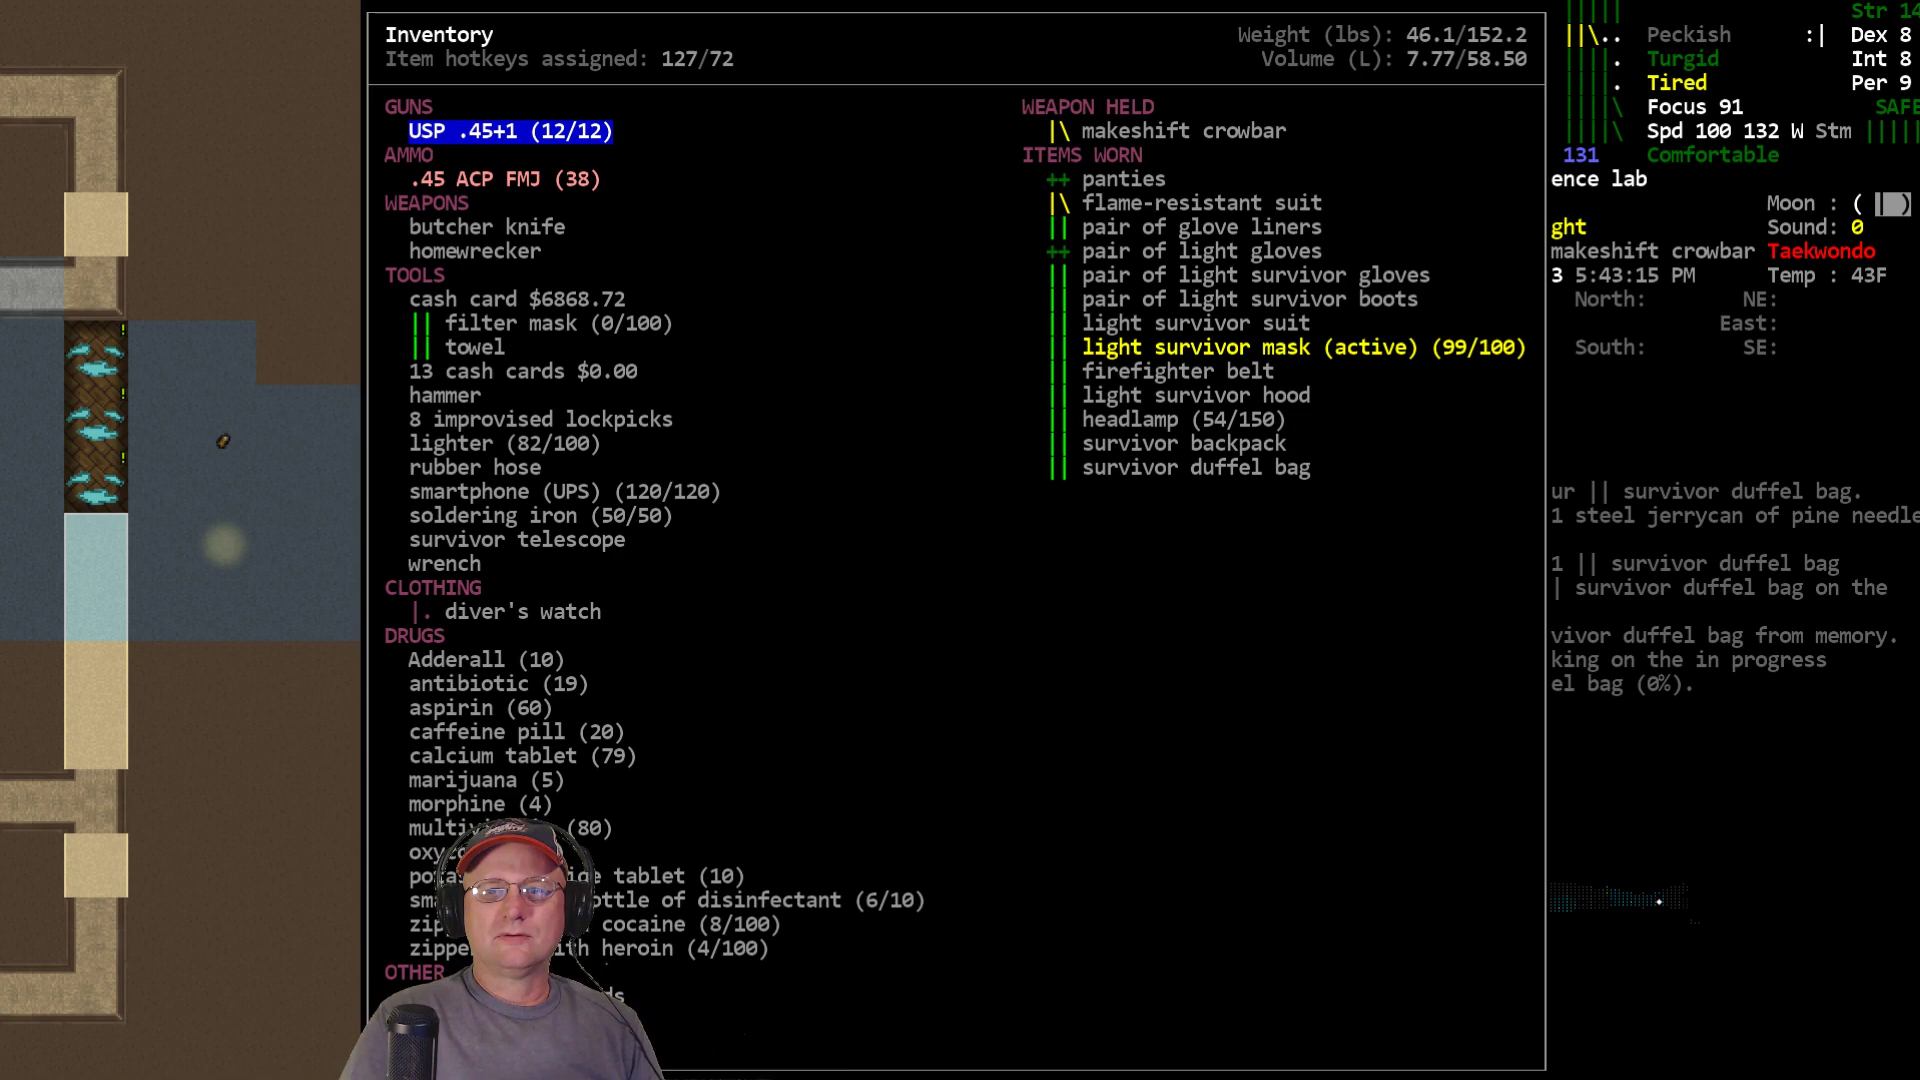 Inventory
Item hotkeys assigned: 127/72
Weight (lbs): 46.1/152.2
Volume (L): 7.77/58.50
GUNS
USP .45+1 (12/12)
AMMO
.45 ACP FMJ (38)
WEAPONS
butcher knife
homewrecker
TOOLS
cash card $6868.72
|| filter mask (0/100)
|| towel
13 cash cards $0.00
hammer
8 improvised lockpicks
lighter (82/100)
rubber hose
smartphone (UPS) (120/120)
soldering iron (50/50)
survivor telescope
wrench
CLOTHING
|. diver's watch
DRUGS
Adderall (10)
antibiotic (19)
aspirin (60)
caffeine pill (20)
calcium tablet (79)
marijuana (5)
morphine (4)
(80)
tablet (10)
of disinfectant (6/10)
cocaine (8/100)
heroin (4/100)
OTHER
WEAPON HELD
|\ makeshift crowbar
ITEMS WORN
++ panties
|\ flame-resistant suit
|| pair of glove liners
++ pair of light gloves
|| pair of light survivor gloves
|| pair of light survivor boots
|| light survivor suit
|| light survivor mask (active) (99/100)
|| firefighter belt
|| light survivor hood
|| headlamp (54/150)
|| survivor backpack
|| survivor duffel bag
||||| Str 14
||\.. Peckish :| Dex 8
||||. Turgid Int 8
||||. Tired Per 9
||||\ Focus 91 SAFE
||||\ Spd 100 132 W Stm |||||
131 Comfortable
ence lab
Moon : ( | )
ght Sound: 0
makeshift crowbar Taekwondo
3 5:43:15 PM Temp : 43F
North: NE:
East:
South: SE:
ur || survivor duffel bag.
1 steel jerrycan of pine needle
1 || survivor duffel bag
| survivor duffel bag on the
vivor duffel bag from memory.
king on the in progress
el bag (0%).